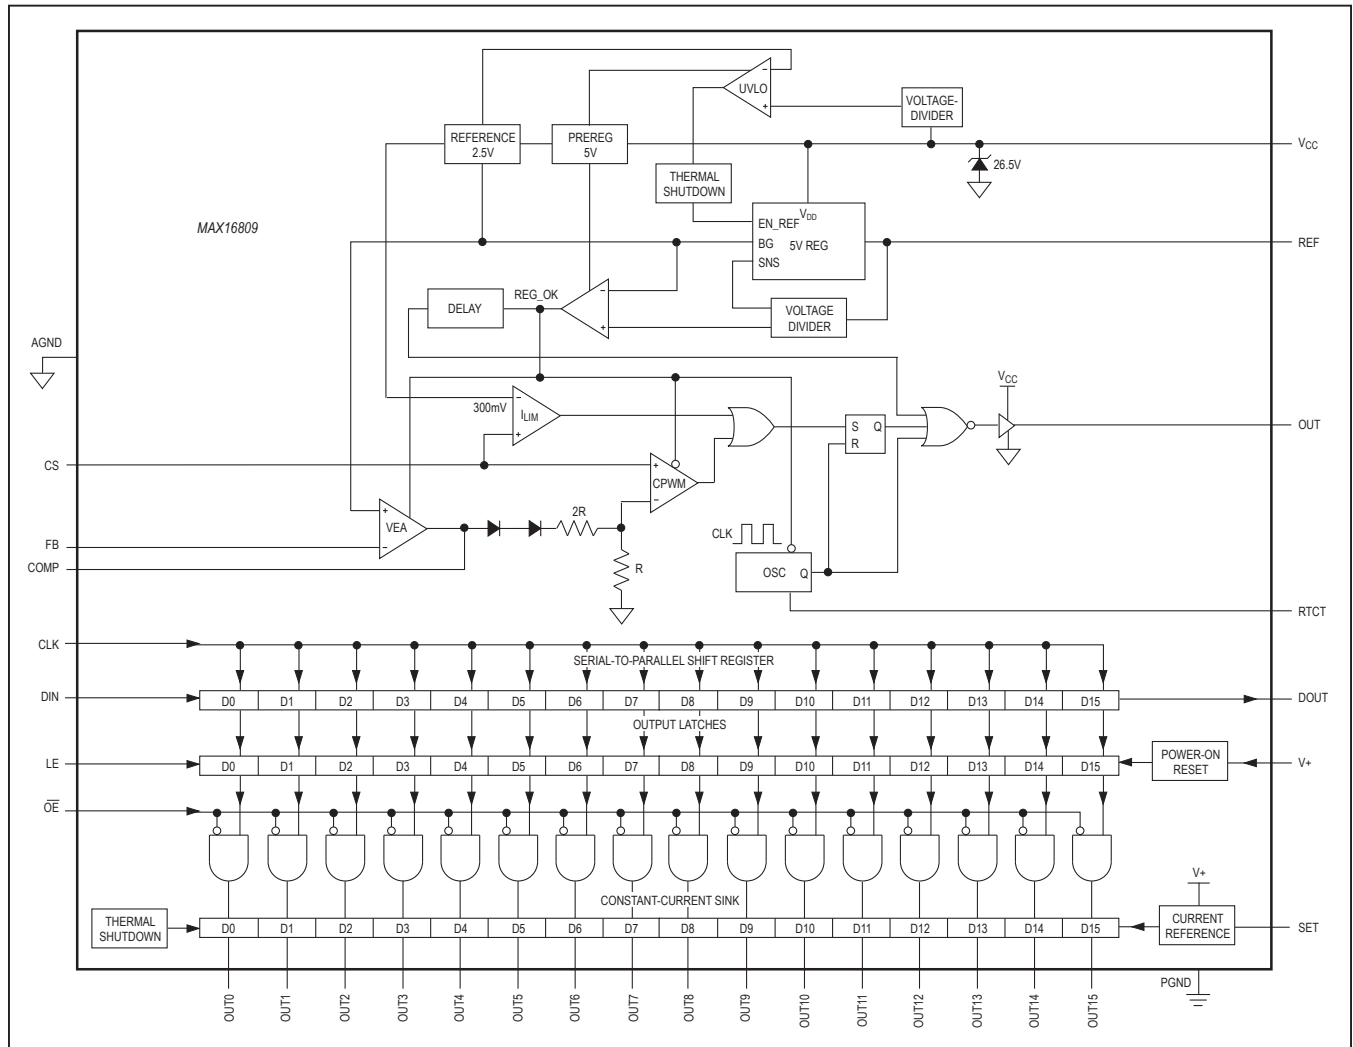 UVLO
VOLTAGE-
DIVIDER
REFERENCE
2.5V
PREREG
5V
VCC
26.5V
THERMAL
SHUTDOWN
MAX16809
VDD
EN_REF
BG
5V REG
SNS
REF
REG_OK
DELAY
VOLTAGE
DIVIDER
AGND
VCC
300mV
ILIM
S
Q
R
OUT
CS
CPWM
2R
VEA
CLK
FB
R
COMP
OSC
Q
RTCT
CLK
SERIAL-TO-PARALLEL SHIFT REGISTER
DIN
D0 D1 D2 D3 D4 D5 D6 D7 D8 D9 D10 D11 D12 D13 D14 D15
DOUT
OUTPUT LATCHES
LE
D0 D1 D2 D3 D4 D5 D6 D7 D8 D9 D10 D11 D12 D13 D14 D15
POWER-ON
RESET
V+
OE
CONSTANT-CURRENT SINK
V+
THERMAL
SHUTDOWN
D0 D1 D2 D3 D4 D5 D6 D7 D8 D9 D10 D11 D12 D13 D14 D15
CURRENT
REFERENCE
SET
PGND
OUT0 OUT1 OUT2 OUT3 OUT4 OUT5 OUT6 OUT7 OUT8 OUT9 OUT10 OUT11 OUT12 OUT13 OUT14 OUT15
- + - + - + + - + -